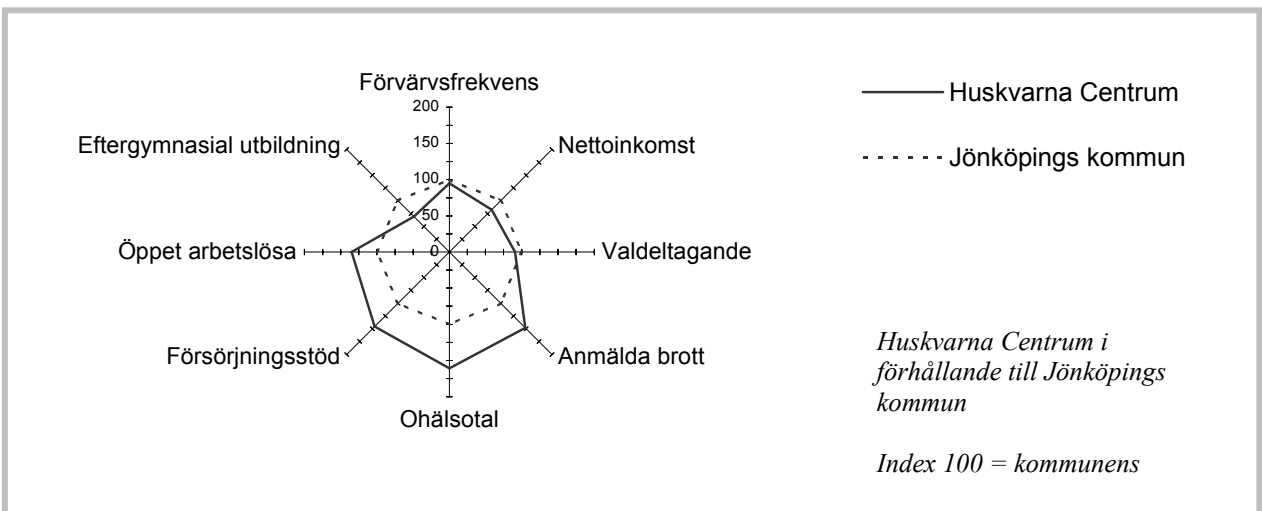 Förvärvsfrekvens
200
150
100
50
0
Nettoinkomst
Valdeltagande
Anmälda brott
Ohälsotal
Försörjningsstöd
Öppet arbetslösa
Eftergymnasial utbildning
Huskvarna Centrum
Jönköpings kommun
Huskvarna Centrum i
förhållande till Jönköpings
kommun
Index 100 = kommunens